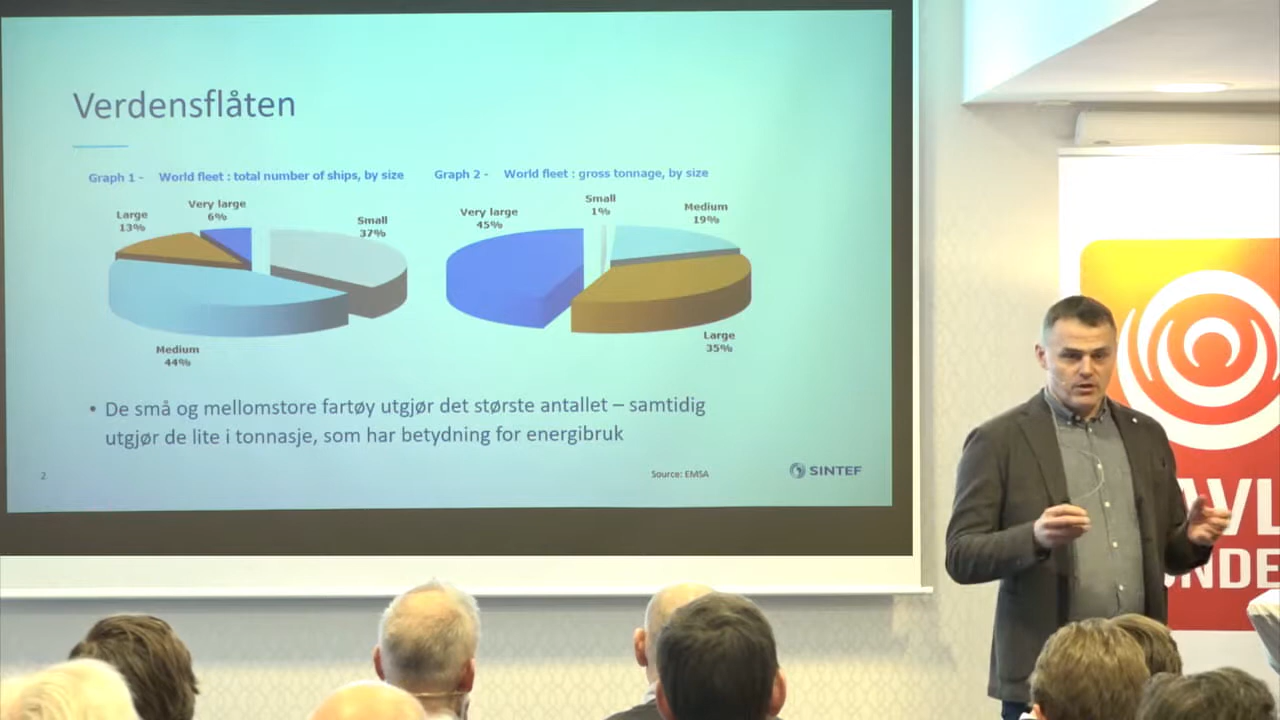 Verdensflåten
Graph 1 - World fleet : total number of ships, by size
Large
13%
Very large
6%
Small
37%
Medium
44%
Graph 2 - World fleet : gross tonnage, by size
Very large
45%
Small
1%
Medium
19%
Large
35%
• De små og mellomstore fartøy utgjør det største antallet – samtidig
utgjør de lite i tonnasje, som har betydning for energibruk
2
Source: EMSA
SINTEF